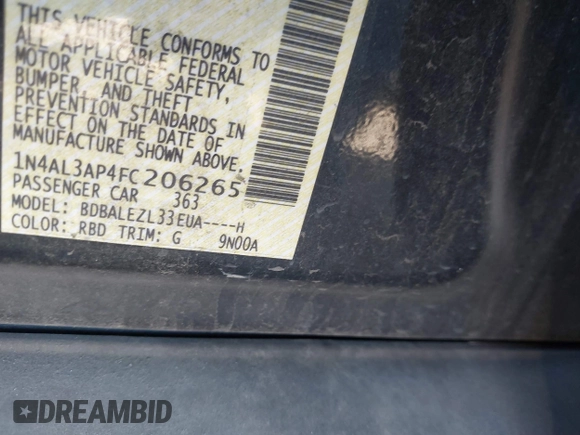 THIS VEHICLE CONFORMS TO
ALL APPLICABLE FEDERAL
MOTOR VEHICLE SAFETY,
BUMPER, AND THEFT
PREVENTION STANDARDS IN
EFFECT ON THE DATE OF
MANUFACTURE SHOWN ABOVE.
1N4AL3AP4FC206265
PASSENGER CAR 363
MODEL: BDBALEZL33EUA----H
COLOR: RBD TRIM: G 9N00A
DREAMBID